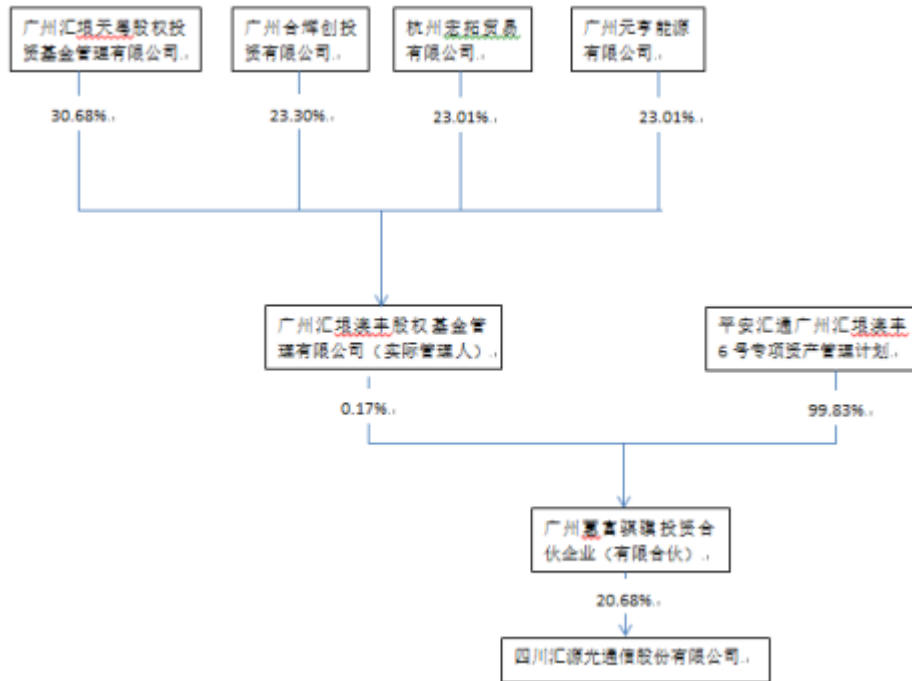 广州汇垠天粤股权投
资基金管理有限公司
广州合辉创投
资有限公司
杭州宏拓贸易
有限公司
广州元亨能源
有限公司
30.68%
23.30%
23.01%
23.01%
广州汇垠澳丰股权基金管
理有限公司（实际管理人）
平安汇通广州汇垠澳丰
6 号专项资产管理计划
0.17%
99.83%
广州蕙富骐骥投资合
伙企业（有限合伙）
20.68%
四川汇源光通信股份有限公司